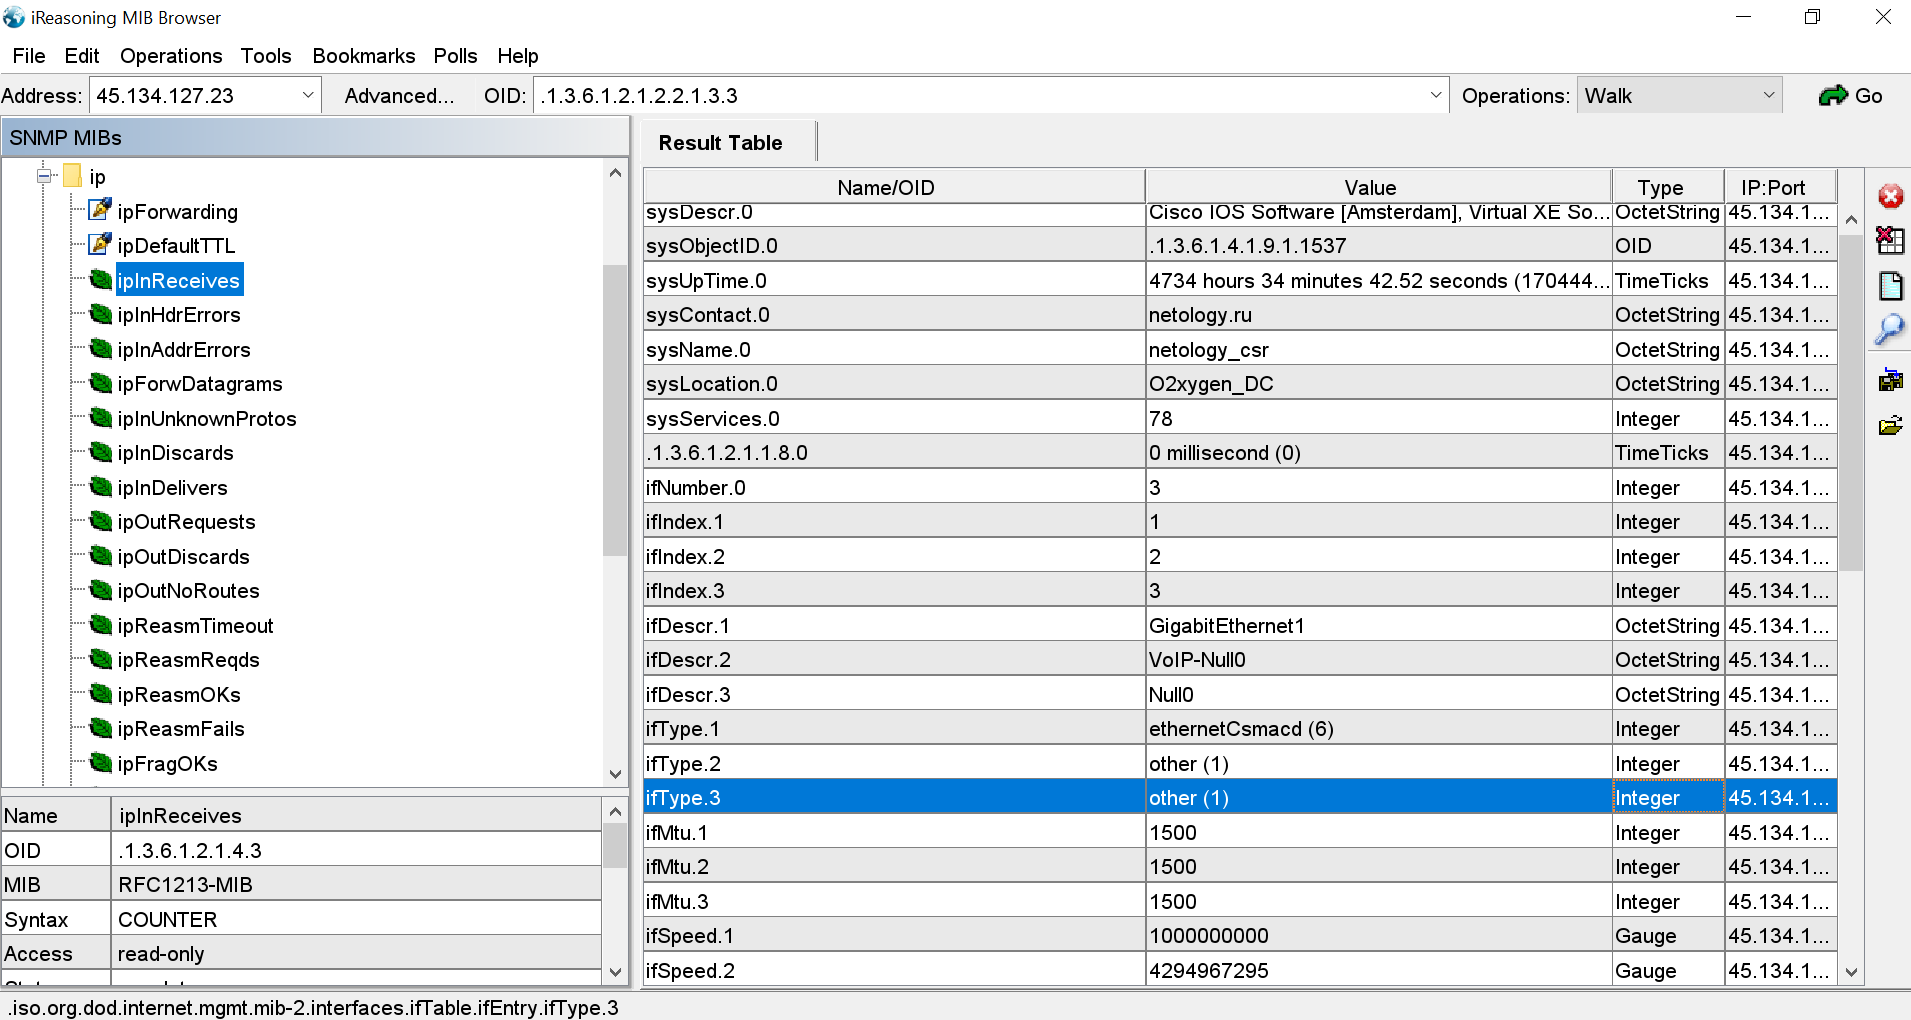 iReasoning MIB Browser
File Edit Operations Tools Bookmarks Polls Help
Address: 45.134.127.23 Advanced... OID: .1.3.6.1.2.1.2.2.1.3.3 Operations: Walk Go
SNMP MIBs
ip
ipForwarding
ipDefaultTTL
ipInReceives
ipInHdrErrors
ipInAddrErrors
ipForwDatagrams
ipInUnknownProtos
ipInDiscards
ipInDelivers
ipOutRequests
ipOutDiscards
ipOutNoRoutes
ipReasmTimeout
ipReasmReqds
ipReasmOKs
ipReasmFails
ipFragOKs
Name ipInReceives
OID .1.3.6.1.2.1.4.3
MIB RFC1213-MIB
Syntax COUNTER
Access read-only
Result Table
Name/OID Value Type IP:Port
sysDescr.0 Cisco IOS Software [Amsterdam], Virtual XE So... OctetString 45.134.1...
sysObjectID.0 .1.3.6.1.4.1.9.1.1537 OID 45.134.1...
sysUpTime.0 4734 hours 34 minutes 42.52 seconds (170444... TimeTicks 45.134.1...
sysContact.0 netology.ru OctetString 45.134.1...
sysName.0 netology_csr OctetString 45.134.1...
sysLocation.0 O2xygen_DC OctetString 45.134.1...
sysServices.0 78 Integer 45.134.1...
.1.3.6.1.2.1.1.8.0 0 millisecond (0) TimeTicks 45.134.1...
ifNumber.0 3 Integer 45.134.1...
ifIndex.1 1 Integer 45.134.1...
ifIndex.2 2 Integer 45.134.1...
ifIndex.3 3 Integer 45.134.1...
ifDescr.1 GigabitEthernet1 OctetString 45.134.1...
ifDescr.2 VoIP-Null0 OctetString 45.134.1...
ifDescr.3 Null0 OctetString 45.134.1...
ifType.1 ethernetCsmacd (6) Integer 45.134.1...
ifType.2 other (1) Integer 45.134.1...
ifType.3 other (1) Integer 45.134.1...
ifMtu.1 1500 Integer 45.134.1...
ifMtu.2 1500 Integer 45.134.1...
ifMtu.3 1500 Integer 45.134.1...
ifSpeed.1 1000000000 Gauge 45.134.1...
ifSpeed.2 4294967295 Gauge 45.134.1...
.iso.org.dod.internet.mgmt.mib-2.interfaces.ifTable.ifEntry.ifType.3